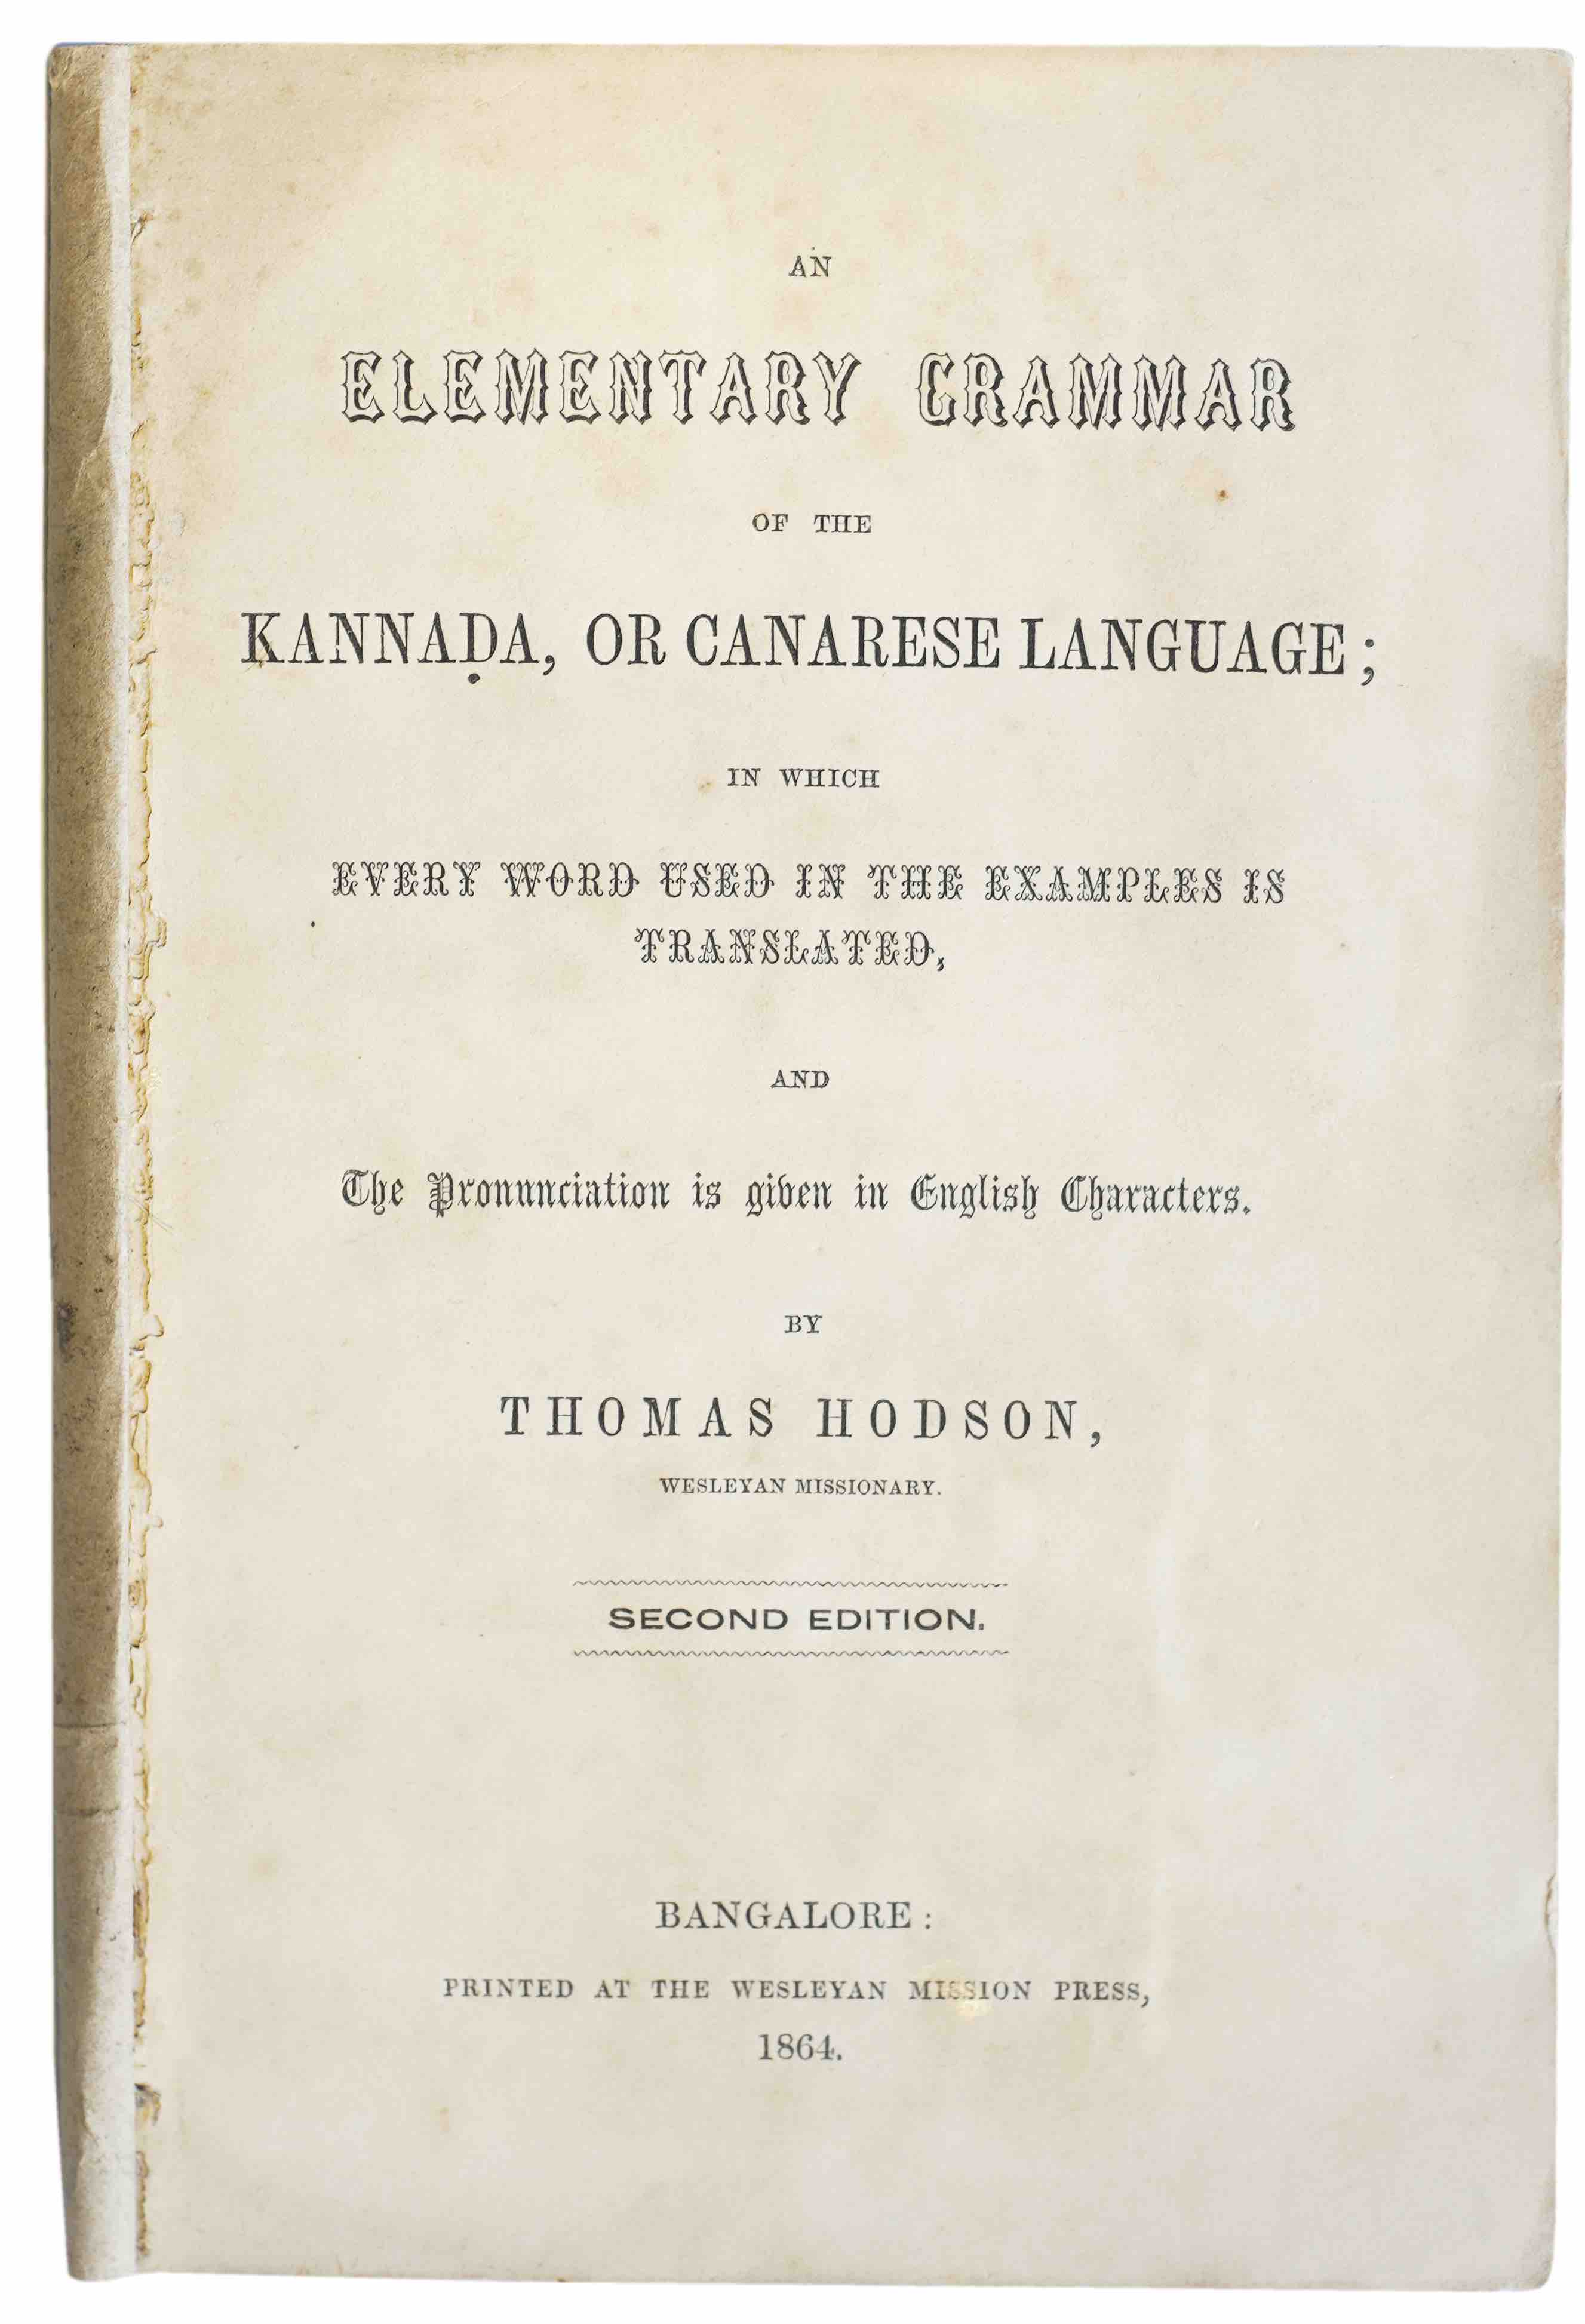 AN
ELEMENTARY GRAMMAR
OF THE
KANNAḌA, OR CANARESE LANGUAGE;
IN WHICH
EVERY WORD USED IN THE EXAMPLES IS
TRANSLATED,
AND
The Pronunciation is given in English Characters.
BY
THOMAS HODSON,
WESLEYAN MISSIONARY.
SECOND EDITION.
BANGALORE:
PRINTED AT THE WESLEYAN MISSION PRESS,
1864.